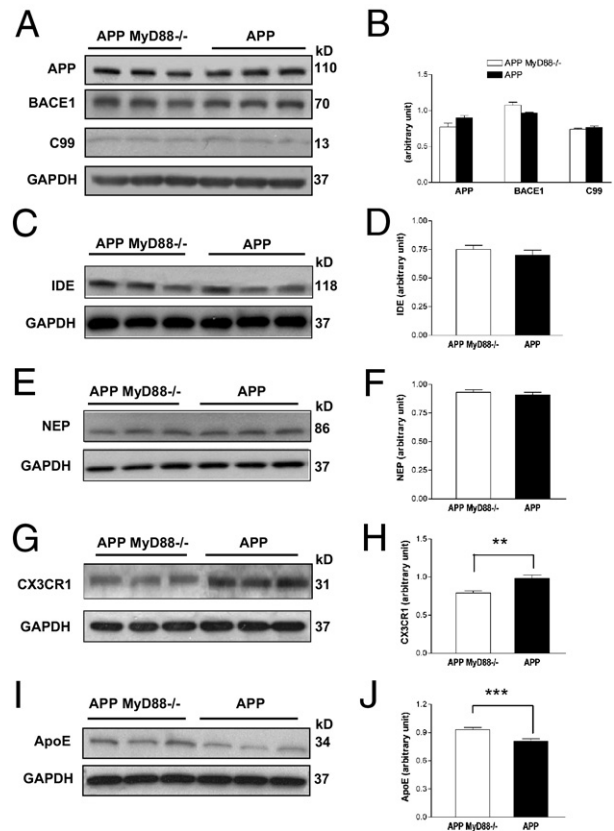 A
APP MyD88-/- APP
kD
APP 110
BACE1 70
C99 13
GAPDH 37
B
APP MyD88-/-
APP
(arbitrary unit)
1.5
1.0
0.5
0.0
APP BACE1 C99
C
APP MyD88-/- APP
kD
IDE 118
GAPDH 37
D
IDE (arbitrary unit)
1.00
0.75
0.50
0.25
0.00
APP MyD88-/- APP
E
APP MyD88-/- APP
kD
NEP 86
GAPDH 37
F
NEP (arbitrary unit)
1.00
0.75
0.50
0.25
0.00
APP MyD88-/- APP
G
APP MyD88-/- APP
kD
CX3CR1 31
GAPDH 37
H
CX3CR1 (arbitrary unit)
1.5
1.0
0.5
0.0
**
APP MyD88-/- APP
I
APP MyD88-/- APP
kD
ApoE 34
GAPDH 37
J
ApoE (arbitrary unit)
1.2
0.9
0.6
0.3
0.0
***
APP MyD88-/- APP